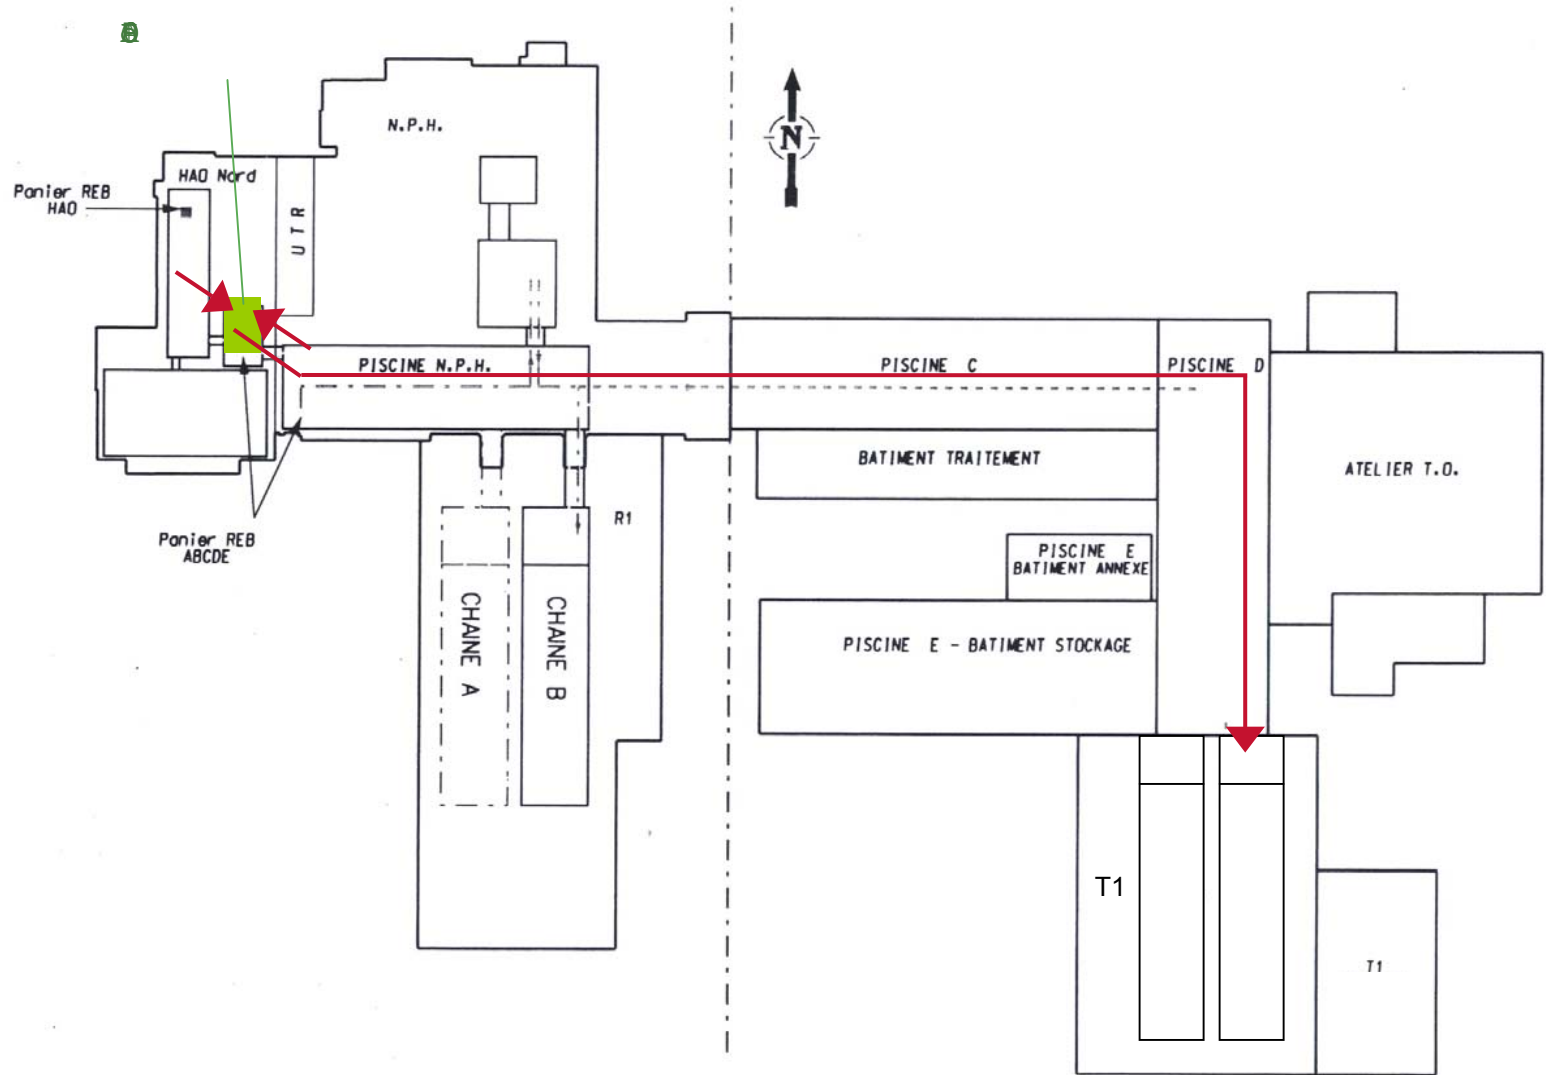 N.P.H.
N
HAO Nord
Panier REB
HAO
UTR
PISCINE N.P.H.
PISCINE C
PISCINE D
BATIMENT TRAITEMENT
ATELIER T.O.
R1
Panier REB
ABCDE
PISCINE E
BATIMENT ANNEXE
CHAINE A
CHAINE B
PISCINE E - BATIMENT STOCKAGE
T1
T1